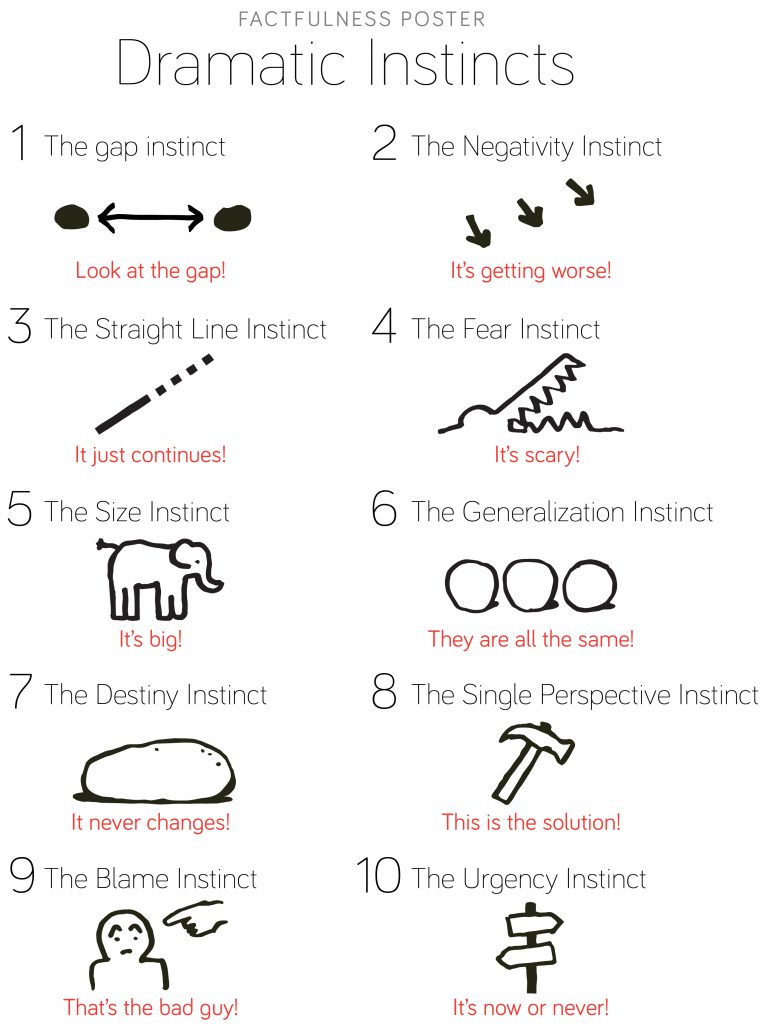 FACTFULNESS POSTER
Dramatic Instincts
1 The gap instinct
Look at the gap!
2 The Negativity Instinct
It's getting worse!
3 The Straight Line Instinct
It just continues!
4 The Fear Instinct
It's scary!
5 The Size Instinct
It's big!
6 The Generalization Instinct
They are all the same!
7 The Destiny Instinct
It never changes!
8 The Single Perspective Instinct
This is the solution!
9 The Blame Instinct
That's the bad guy!
10 The Urgency Instinct
It's now or never!